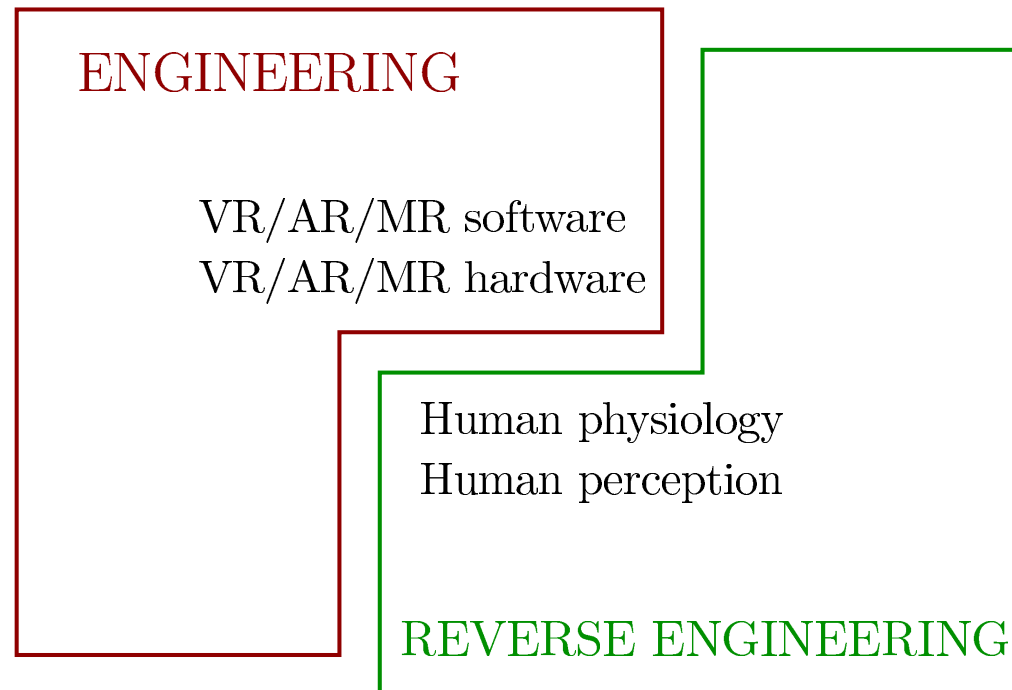 ENGINEERING
VR/AR/MR software
VR/AR/MR hardware
Human physiology
Human perception
REVERSE ENGINEERING